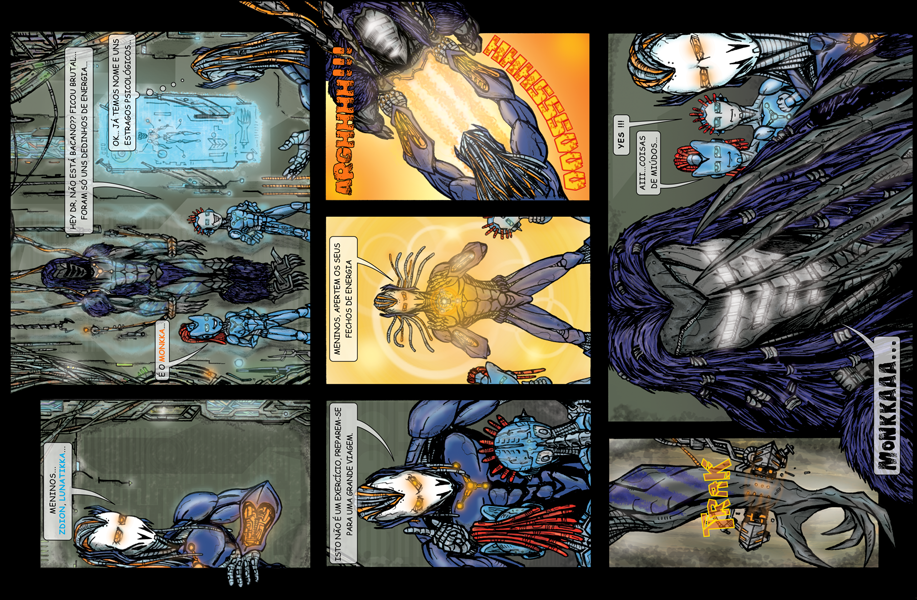 MENINOS...
ZDION, LUNATIKKA...
É O MONKKA...
HEY DR. NÃO ESTÁ BACANO?? FICOU BRUTAL...
FORAM SÓ UNS DEDINHOS DE ENERGIA...
OK...JÁ TEMOS NOME E UNS
ESTRAGOS PSICOLÓGICOS...
ISTO NÃO É UM EXERCÍCIO, PREPAREM-SE
PARA UMA GRANDE VIAGEM.
MENINOS, APERTEM OS SEUS
FECHOS DE ENERGIA
ARGHHHH!!!
TRAK
MONKKAAA...
AIII...COISAS
DE MIÚDOS...
YES !!!